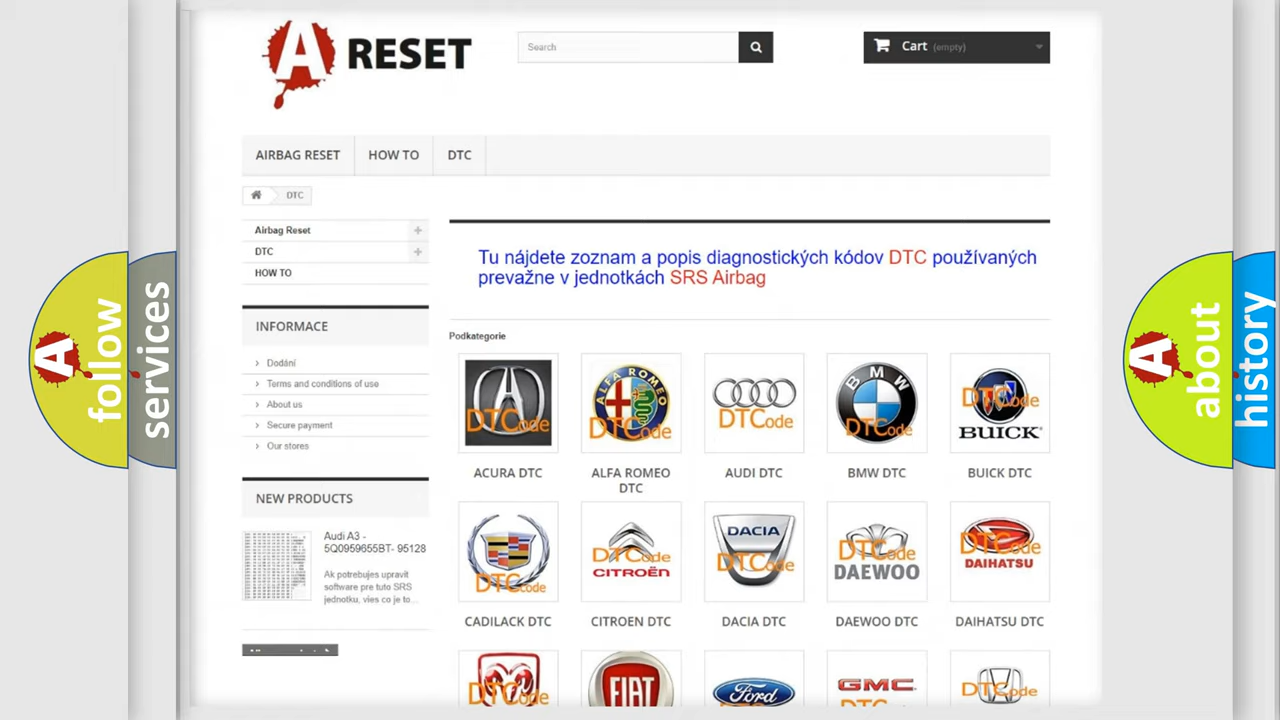 A RESET
Search
Cart (empty)
AIRBAG RESET
HOW TO
DTC
DTC
Airbag Reset
DTC
HOW TO
Tu nájdete zoznam a popis diagnostických kódov DTC používaných
prevažne v jednotkách SRS Airbag
INFORMACE
Dodání
Terms and conditions of use
About us
Secure payment
Our stores
Podkategorie
DTCode
ALFA ROMEO
DTCode
DTCode
BMW
DTCode
DTCode
BUICK
ACURA DTC
ALFA ROMEO
DTC
AUDI DTC
BMW DTC
BUICK DTC
NEW PRODUCTS
Audi A3 -
5Q0959655BT- 95128
Ak potrebujes upravit
software pre tuto SRS
jednotku, vies co je to...
DTCode
DTCode
CITROËN
DACIA
DTCode
DTCode
DAEWOO
DTCode
DAIHATSU
CADILACK DTC
CITROEN DTC
DACIA DTC
DAEWOO DTC
DAIHATSU DTC
DTCode
FIAT
Ford
DTCode
GMC
DTCode
A follow
services
A about
history